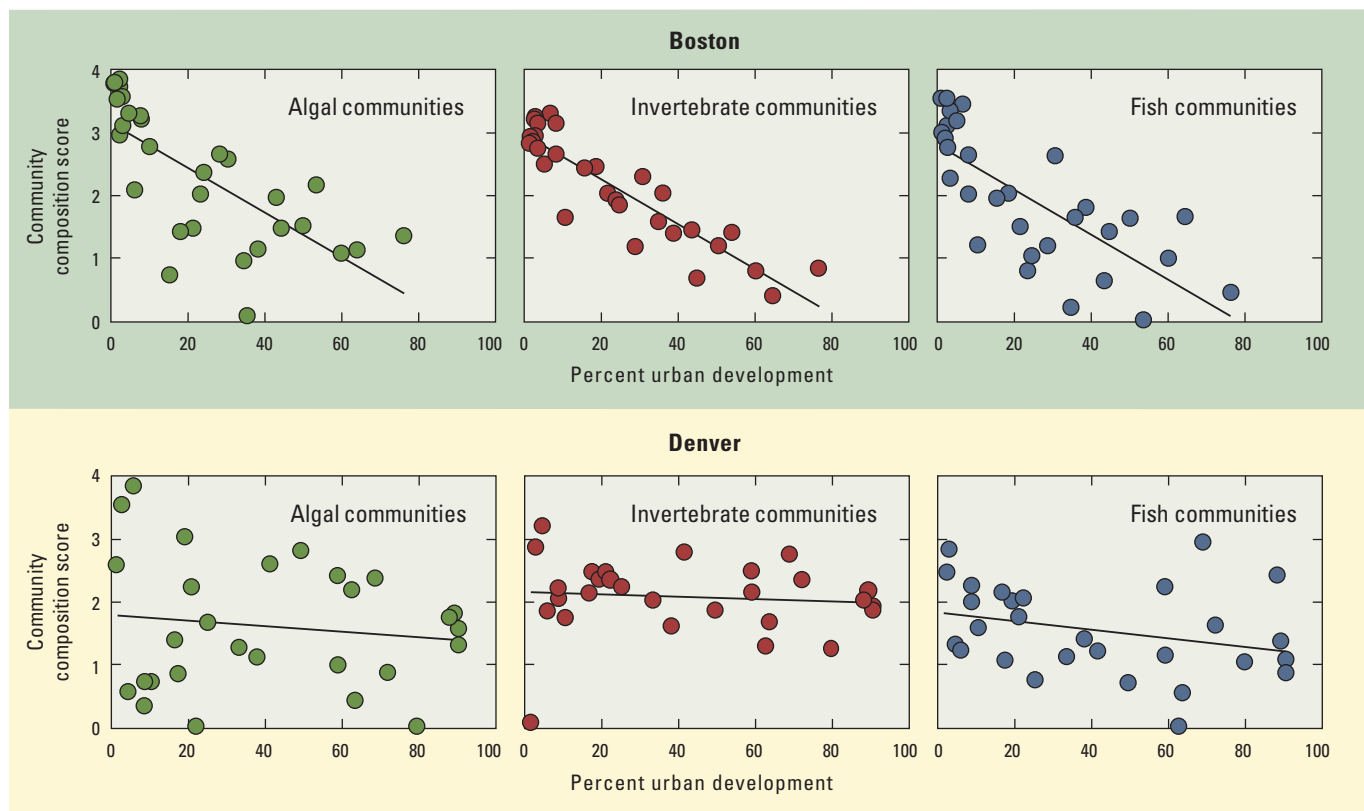 Boston
Community
composition score
4
3
2
1
0
Algal communities
0 20 40 60 80 100
Invertebrate communities
0 20 40 60 80 100
Fish communities
0 20 40 60 80 100
Percent urban development
Denver
Community
composition score
4
3
2
1
0
Algal communities
0 20 40 60 80 100
Invertebrate communities
0 20 40 60 80 100
Fish communities
0 20 40 60 80 100
Percent urban development